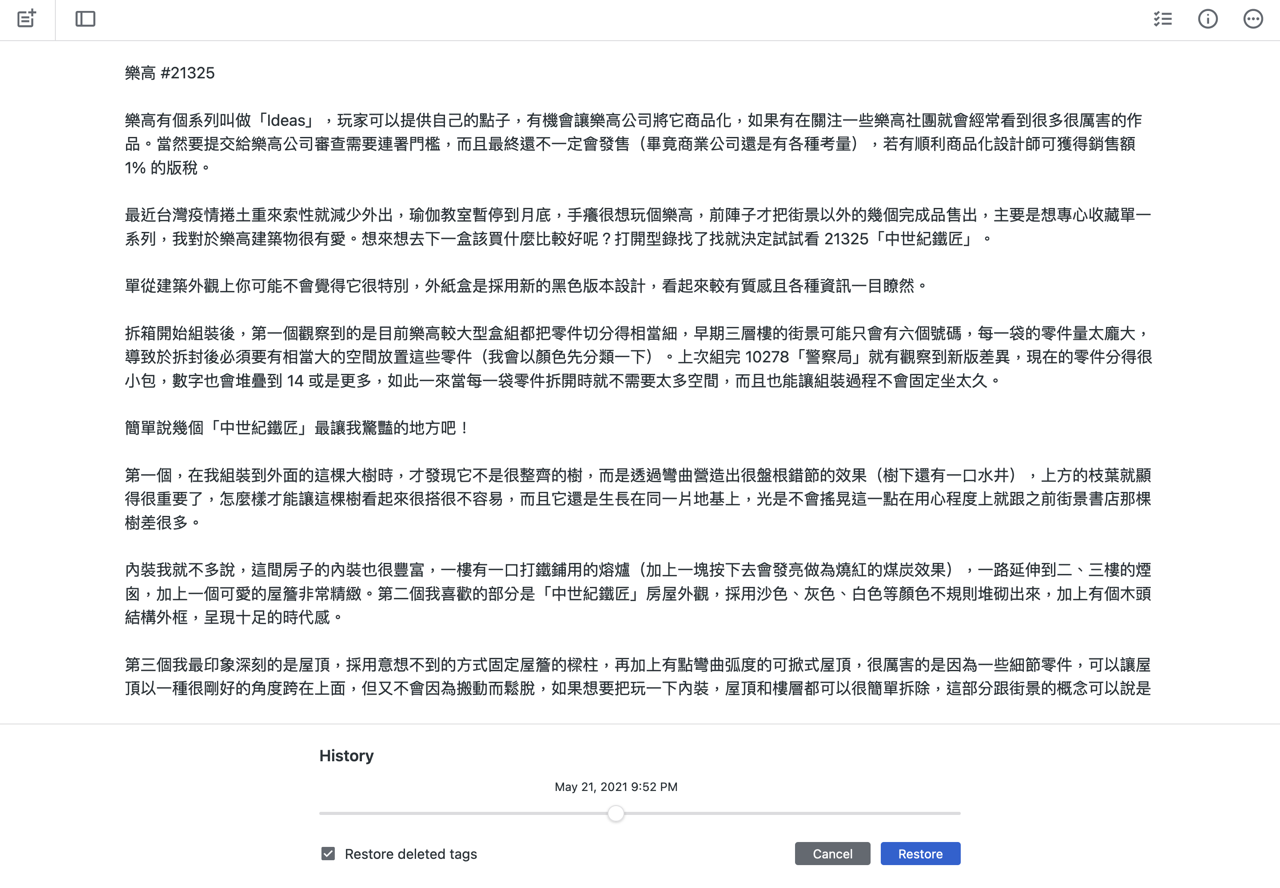 樂高 #21325
樂高有個系列叫做「Ideas」，玩家可以提供自己的點子，有機會讓樂高公司將它商品化，如果有在關注一些樂高社團就會經常看到很多很厲害的作
品。當然要提交給樂高公司審查需要連署門檻，而且最終還不一定會發售（畢竟商業公司還是有各種考量），若有順利商品化設計師可獲得銷售額
1% 的版稅。
最近台灣疫情捲土重來索性就減少外出，瑜伽教室暫停到月底，手癢很想玩個樂高，前陣子才把街景以外的幾個完成品售出，主要是想專心收藏單一
系列，我對於樂高建築物很有愛。想來想去下一盒該買什麼比較好呢？打開型錄找了找就決定試試看 21325「中世紀鐵匠」。
單從建築外觀上你可能不會覺得它很特別，外紙盒是採用新的黑色版本設計，看起來較有質感且各種資訊一目瞭然。
拆箱開始組裝後，第一個觀察到的是目前樂高較大型盒組都把零件切分得相當細，早期三層樓的街景可能只會有六個號碼，每一袋的零件量太龐大，
導致於拆封後必須要有相當大的空間放置這些零件（我會以顏色先分類一下）。上次組完 10278「警察局」就有觀察到新版差異，現在的零件分得很
小包，數字也會堆疊到 14 或是更多，如此一來當每一袋零件拆開時就不需要太多空間，而且也能讓組裝過程不會固定坐太久。
簡單說幾個「中世紀鐵匠」最讓我驚豔的地方吧！
第一個，在我組裝到外面的這棵大樹時，才發現它不是很整齊的樹，而是透過彎曲營造出很盤根錯節的效果（樹下還有一口水井），上方的枝葉就顯
得很重要了，怎麼樣才能讓這棵樹看起來很搭很不容易，而且它還是生長在同一片地基上，光是不會搖晃這一點在用心程度上就跟之前街景書店那棵
樹差很多。
內裝我就不多說，這間房子的內裝也很豐富，一樓有一口打鐵鋪用的熔爐（加上一塊按下去會發亮做為燒紅的煤炭效果），一路延伸到二、三樓的煙
囪，加上一個可愛的屋簷非常精緻。第二個我喜歡的部分是「中世紀鐵匠」房屋外觀，採用沙色、灰色、白色等顏色不規則堆砌出來，加上有個木頭
結構外框，呈現十足的時代感。
第三個我最印象深刻的是屋頂，採用意想不到的方式固定屋簷的樑柱，再加上有點彎曲弧度的可掀式屋頂，很厲害的是因為一些細節零件，可以讓屋
頂以一種很剛好的角度跨在上面，但又不會因為搬動而鬆脫，如果想要把玩一下內裝，屋頂和樓層都可以很簡單拆除，這部分跟街景的概念可以說是
History
May 21, 2021 9:52 PM
Restore deleted tags
Cancel
Restore